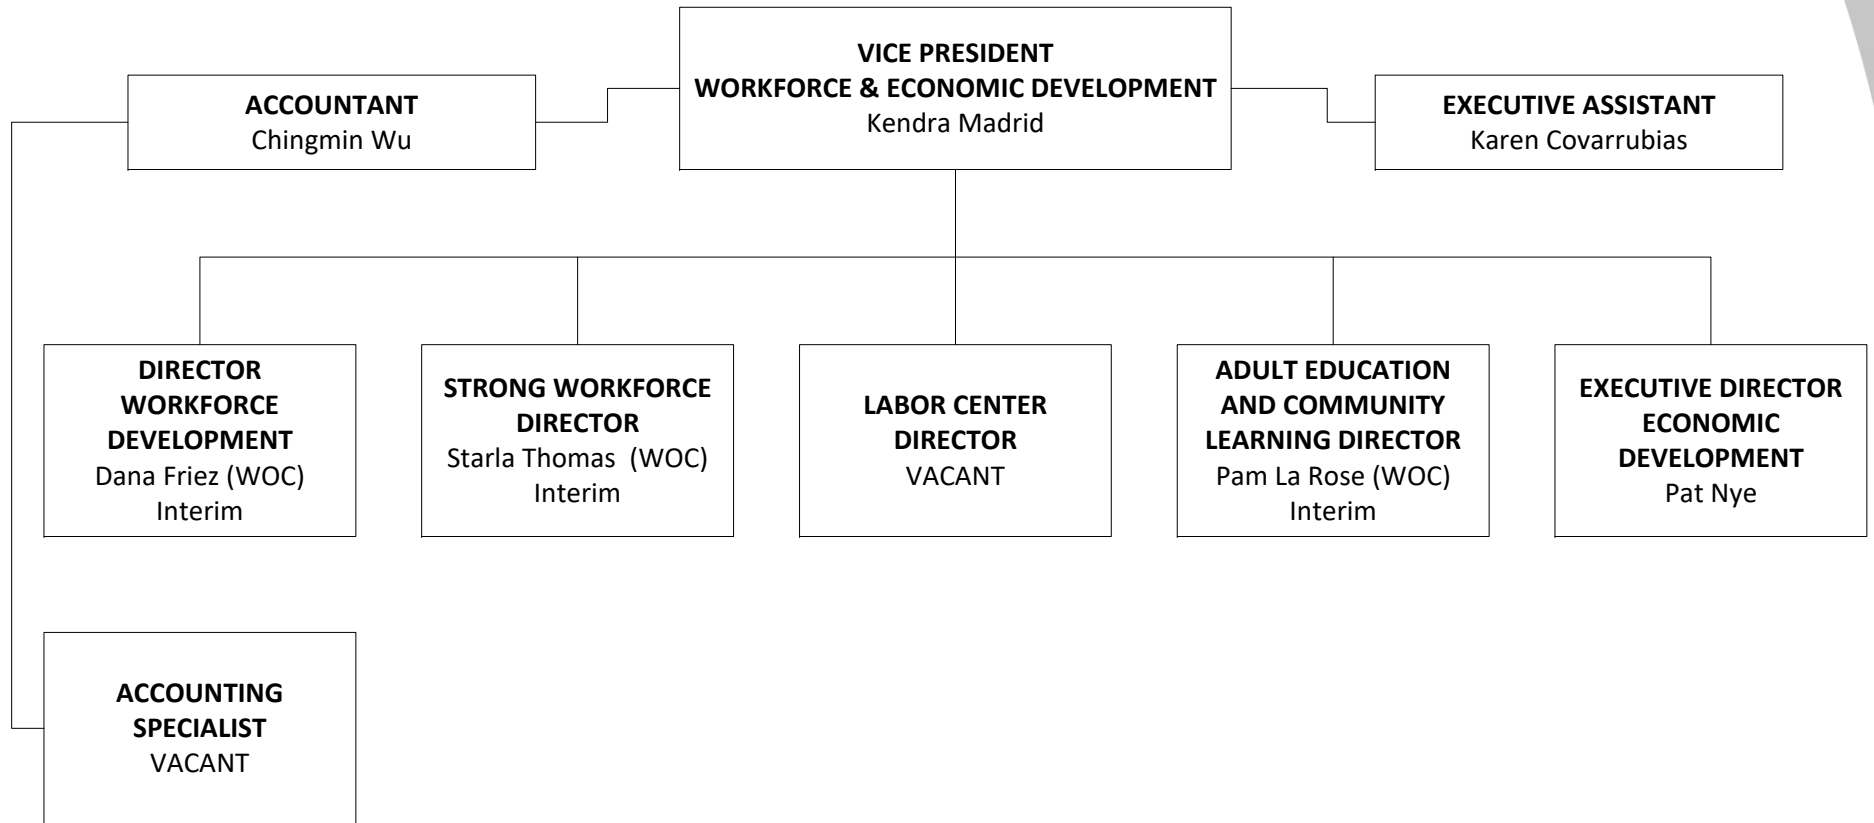 VICE PRESIDENT
WORKFORCE & ECONOMIC DEVELOPMENT
Kendra Madrid
ACCOUNTANT
Chingmin Wu
EXECUTIVE ASSISTANT
Karen Covarrubias
DIRECTOR
WORKFORCE
DEVELOPMENT
Dana Friez (WOC)
Interim
STRONG WORKFORCE
DIRECTOR
Starla Thomas  (WOC)
Interim
LABOR CENTER
DIRECTOR
VACANT
ADULT EDUCATION
AND COMMUNITY
LEARNING DIRECTOR
Pam La Rose (WOC)
Interim
EXECUTIVE DIRECTOR
ECONOMIC
DEVELOPMENT
Pat Nye
ACCOUNTING
SPECIALIST
VACANT